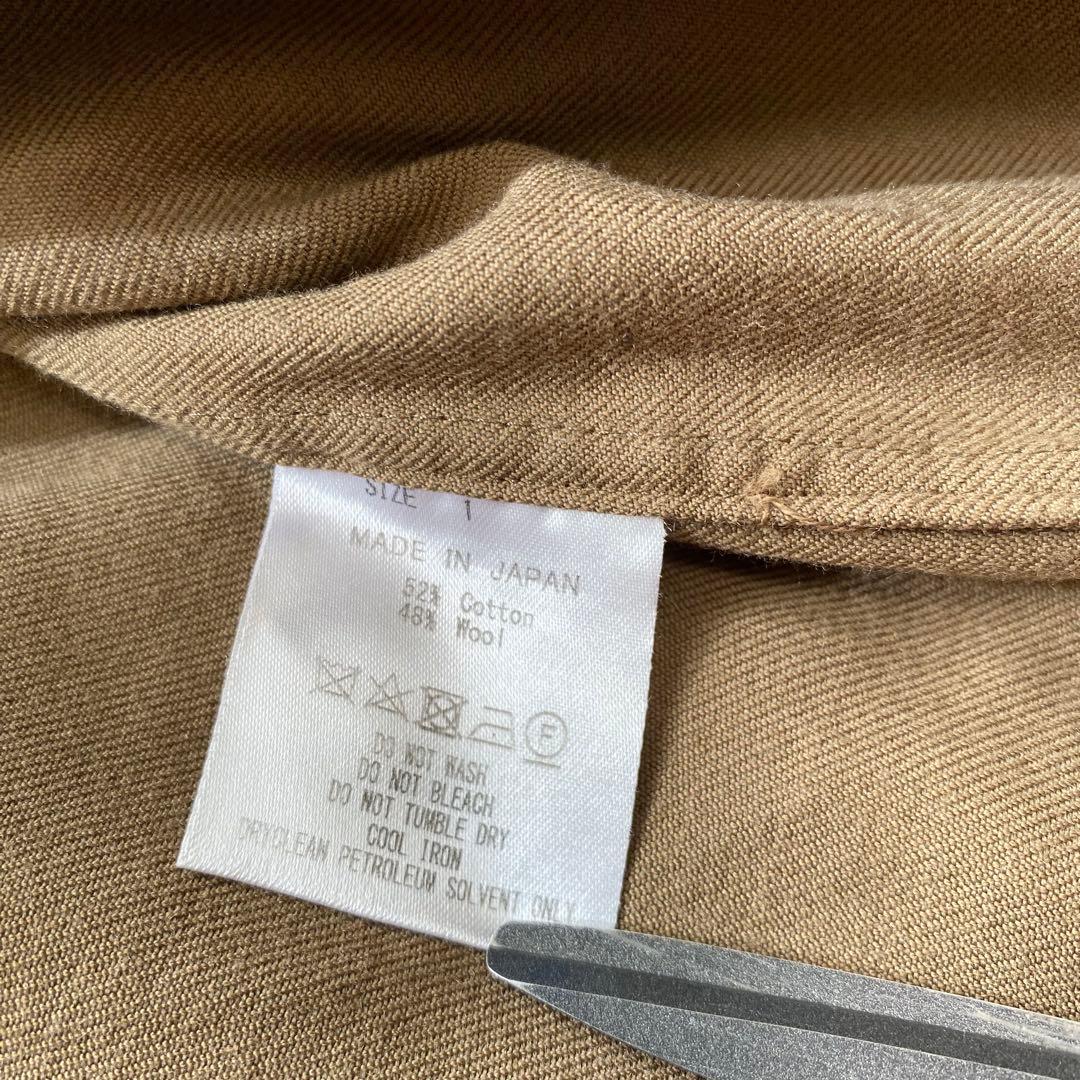 SIZE 1
MADE IN JAPAN
52% Cotton
48% Wool
F
DO NOT WASH
DO NOT BLEACH
DO NOT TUMBLE DRY
COOL IRON
DRYCLEAN PETROLEUM SOLVENT ONLY